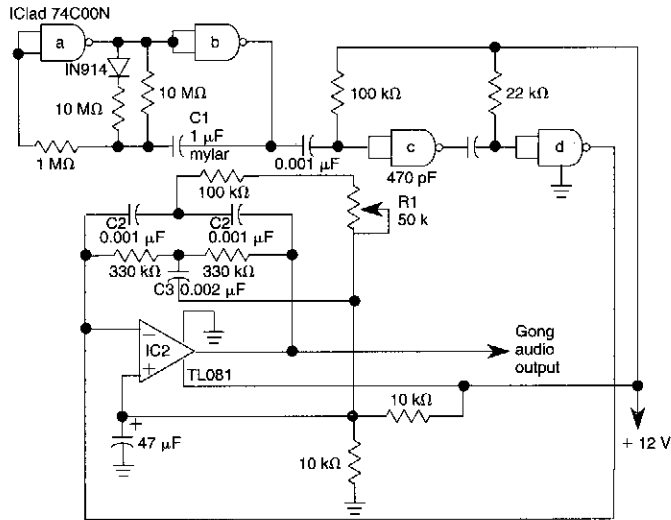 IClad 74C00N
a
b
IN914
10 MΩ
10 MΩ
1 MΩ
C1
1 µF
mylar
0.001 µF
100 kΩ
22 kΩ
c
470 pF
d
100 kΩ
R1
50 k
C2
0.001 µF
C2
0.001 µF
330 kΩ
330 kΩ
C3 0.002 µF
−
+
IC2
TL081
Gong
audio
output
+
47 µF
10 kΩ
10 kΩ
+ 12 V